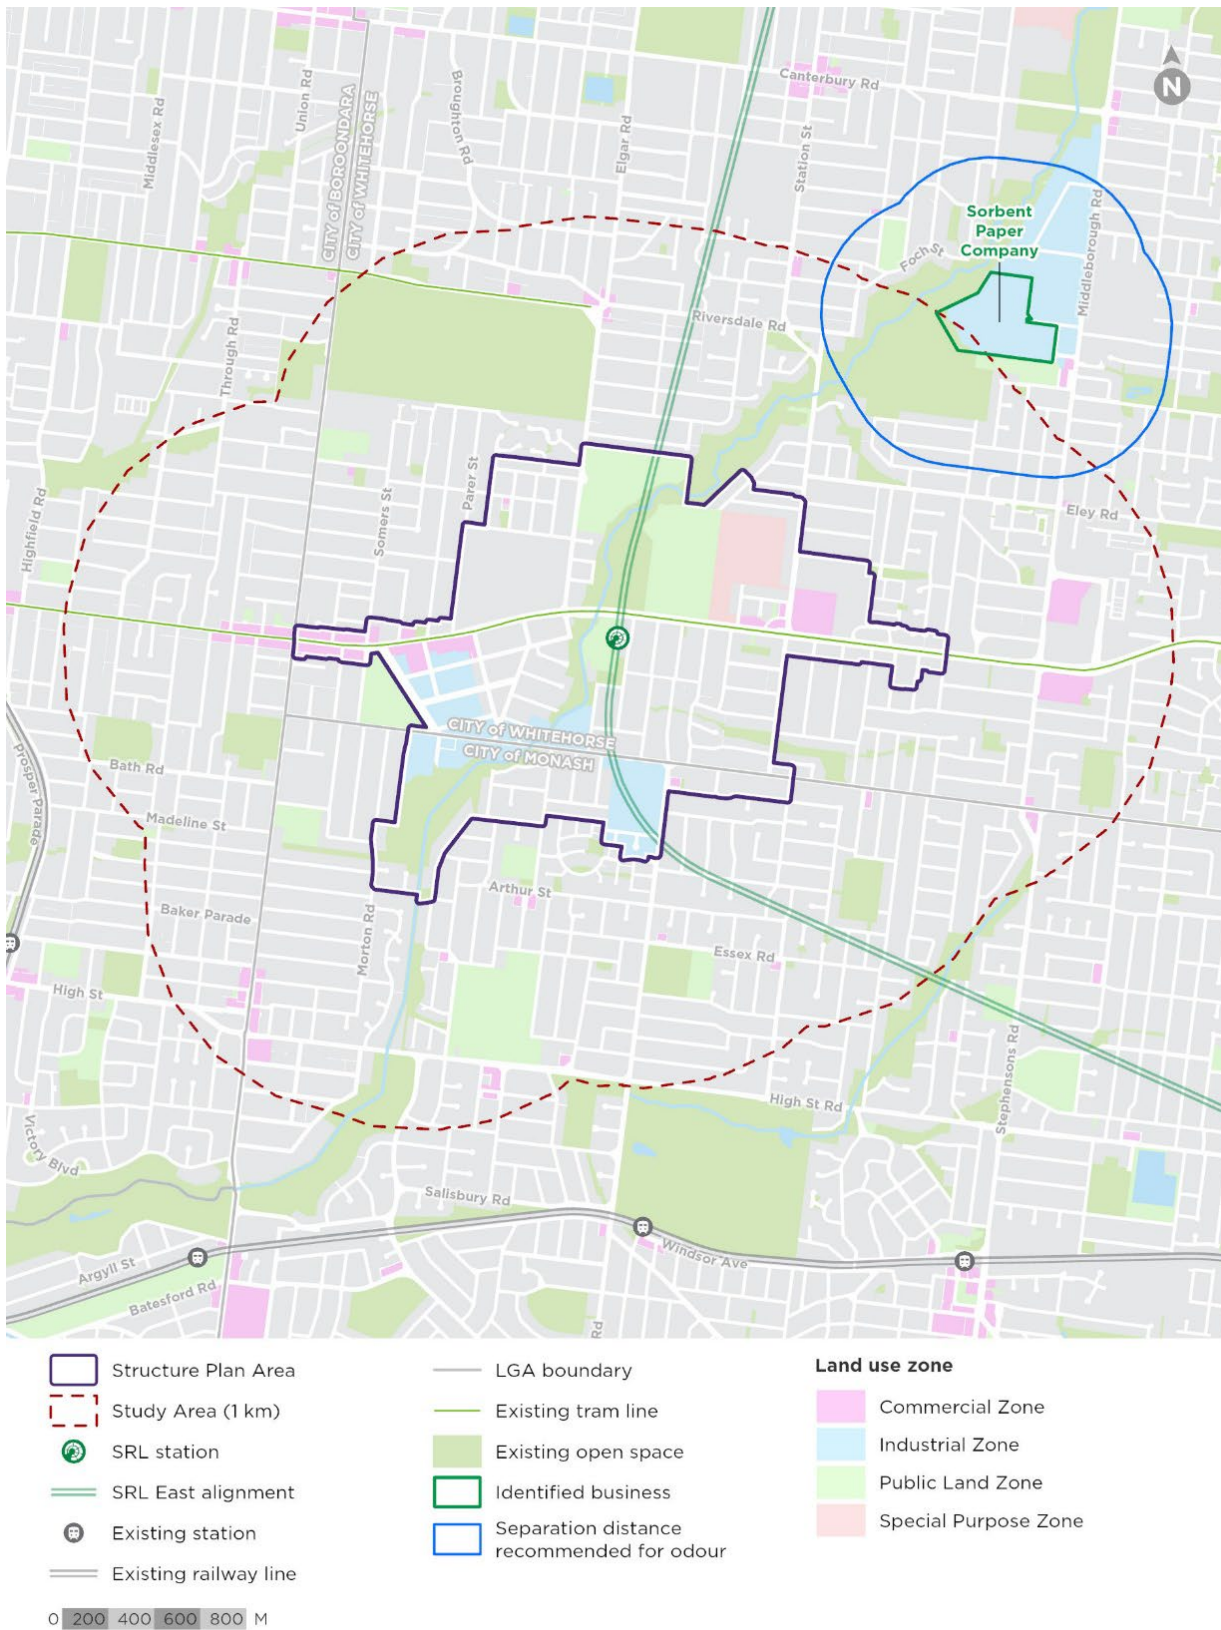 Canterbury Rd
N
Union Rd
Middlesex Rd
Broughton Rd
Elgar Rd
Station St
CITY of BOROONDARA
CITY of WHITEHORSE
Middleborough Rd
Sorbent
Paper
Company
Foch St
Riversdale Rd
Through Rd
Parer St
Somers St
Highfield Rd
Eley Rd
CITY of WHITEHORSE
CITY of MONASH
Prosper Parade
Bath Rd
Madeline St
Arthur St
Baker Parade
Morton Rd
Essex Rd
High St
Stephensons Rd
High St Rd
Victory Blvd
Salisbury Rd
Windsor Ave
Argyll St
Batesford Rd
Rd
Structure Plan Area
Study Area (1 km)
SRL station
SRL East alignment
Existing station
Existing railway line
0 200 400 600 800 M
LGA boundary
Existing tram line
Existing open space
Identified business
Separation distance
recommended for odour
Land use zone
Commercial Zone
Industrial Zone
Public Land Zone
Special Purpose Zone